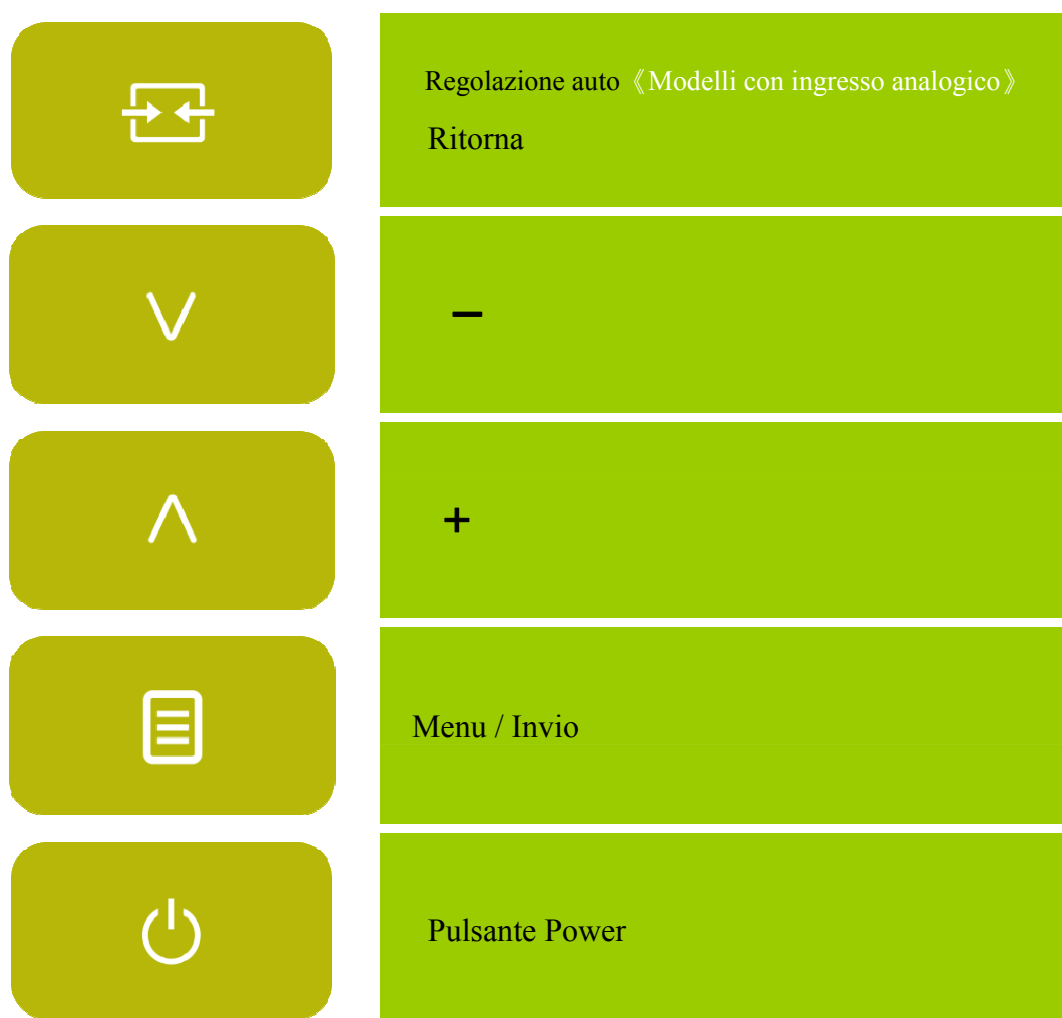 Regolazione auto《Modelli con ingresso analogico》
Ritorna
–
+
Menu / Invio
Pulsante Power